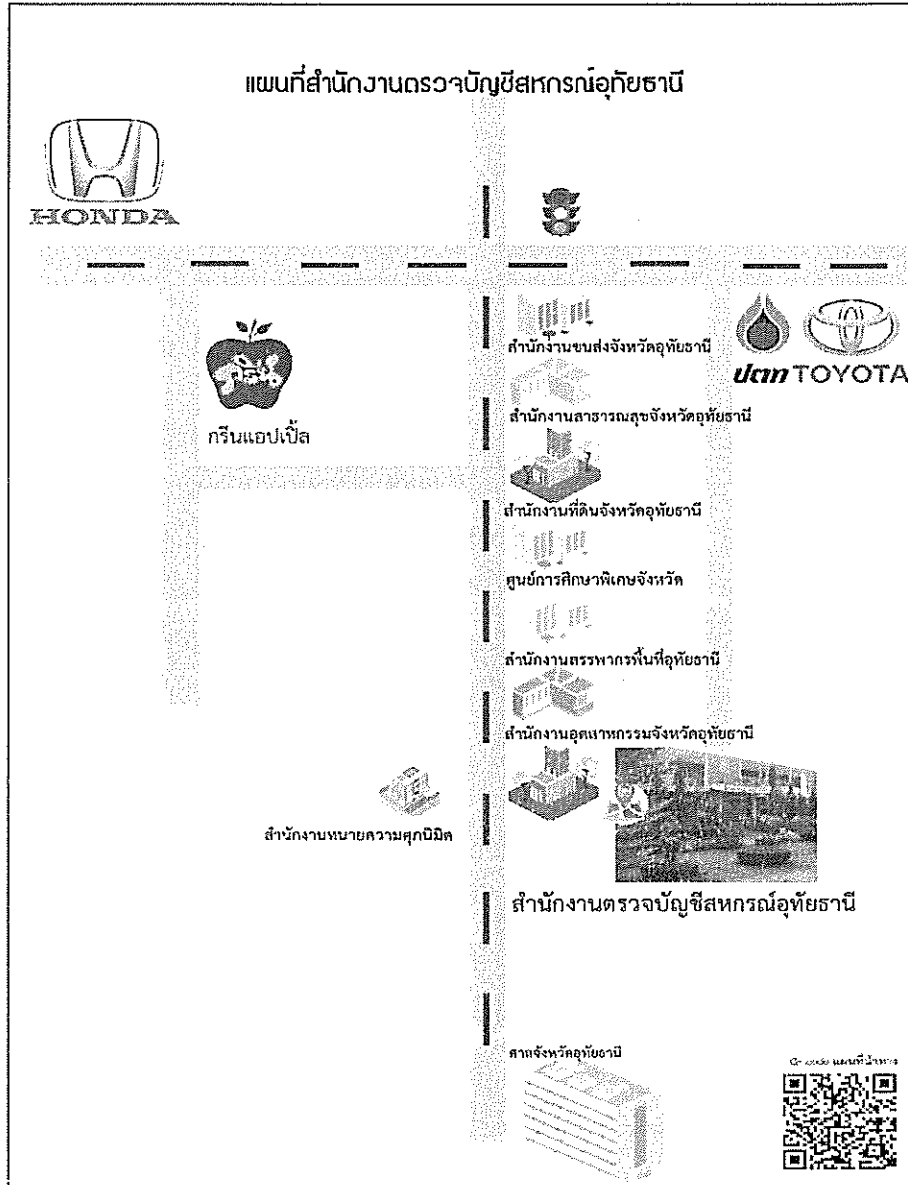 แผนที่สำนักงานตรวจบัญชีสหกรณ์อุทัยธานี
HONDA
สำนักงานขนส่งจังหวัดอุทัยธานี
ปตท TOYOTA
สำนักงานสาธารณสุขจังหวัดอุทัยธานี
กรีนแอปเปิ้ล
สำนักงานที่ดินจังหวัดอุทัยธานี
ศูนย์การศึกษาพิเศษจังหวัด
สำนักงานสรรพากรพื้นที่อุทัยธานี
สำนักงานอุตสาหกรรมจังหวัดอุทัยธานี
สำนักงานทนายความศุภนิมิต
สำนักงานตรวจบัญชีสหกรณ์อุทัยธานี
ศาลจังหวัดอุทัยธานี
Qr code แผนที่นำทาง